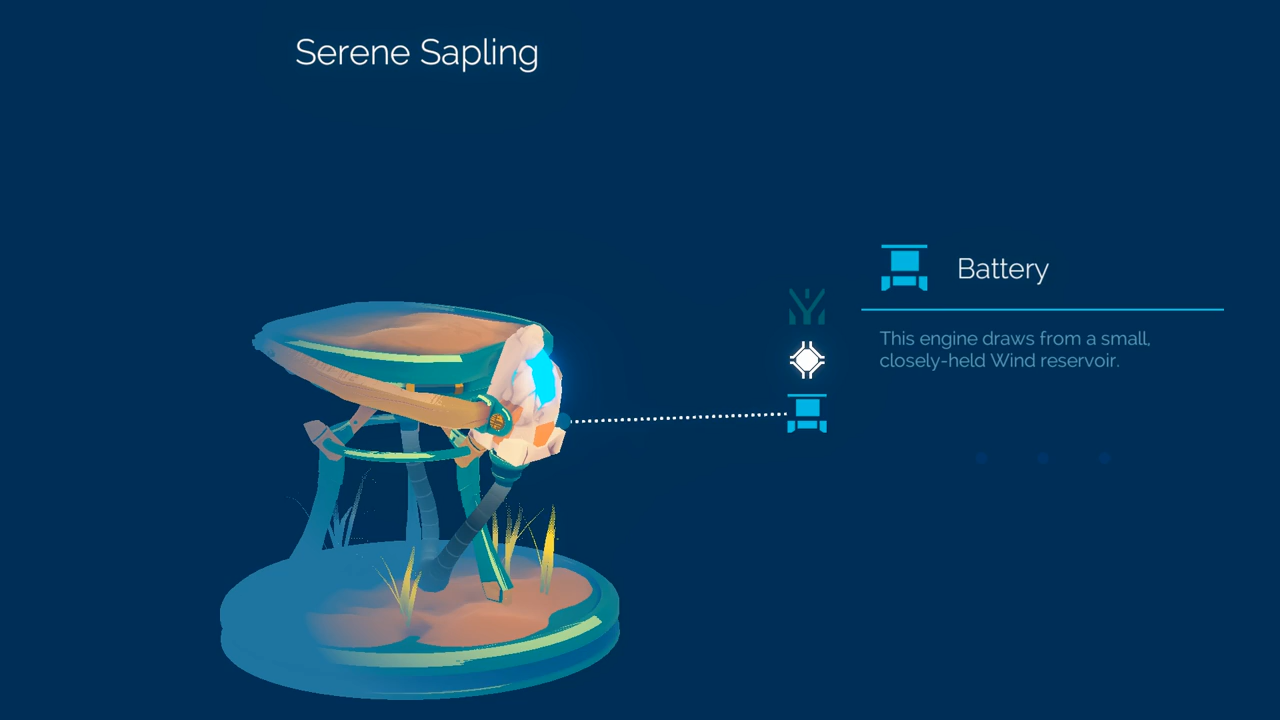 Serene Sapling
Battery
This engine draws from a small,
closely-held Wind reservoir.